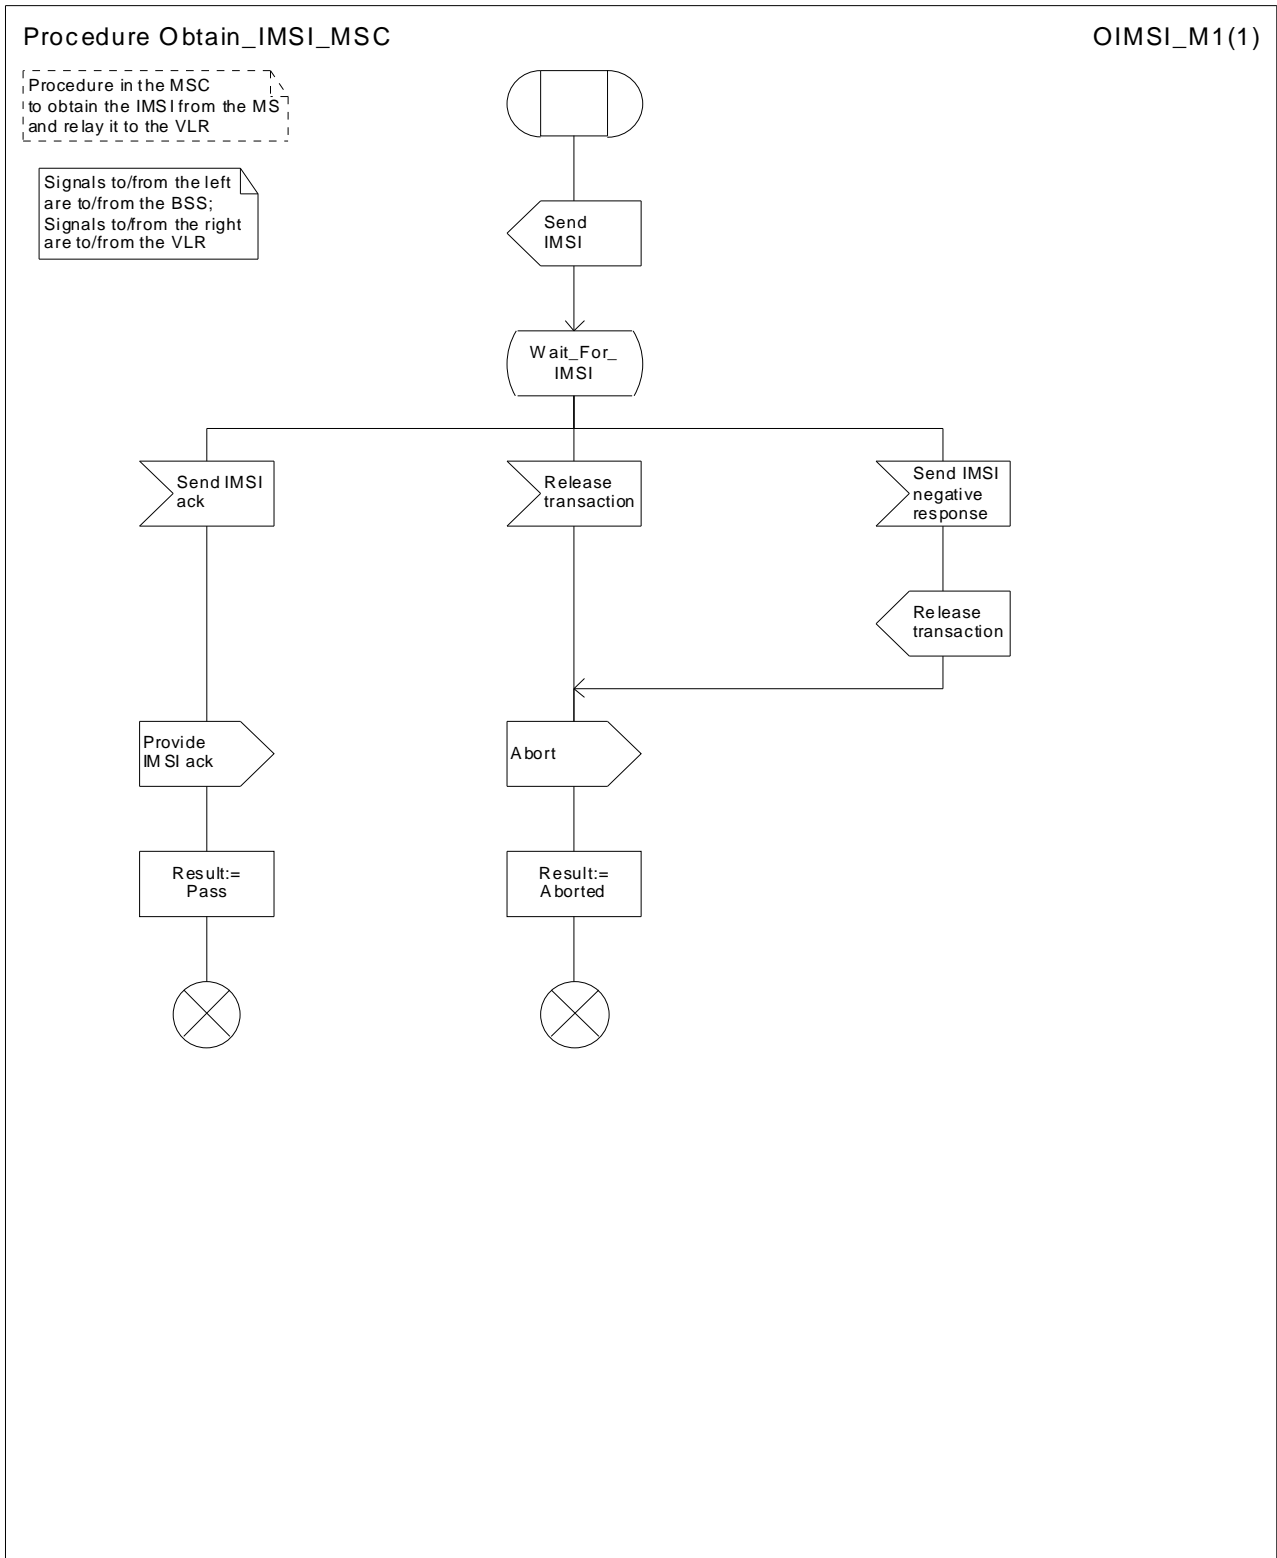 Procedure Obtain_IMSI_MSC
OIMSI_M1(1)
Procedure in the MSC
to obtain the IMSI from the MS
and relay it to the VLR
Signals to/from the left
are to/from the BSS;
Signals to/from the right
are to/from the VLR
Send
IMSI
Wait_For_
IMSI
Send IMSI
ack
Release
transaction
Send IMSI
negative
response
Release
transaction
Provide
IMSI ack
Abort
Result:=
Pass
Result:=
Aborted